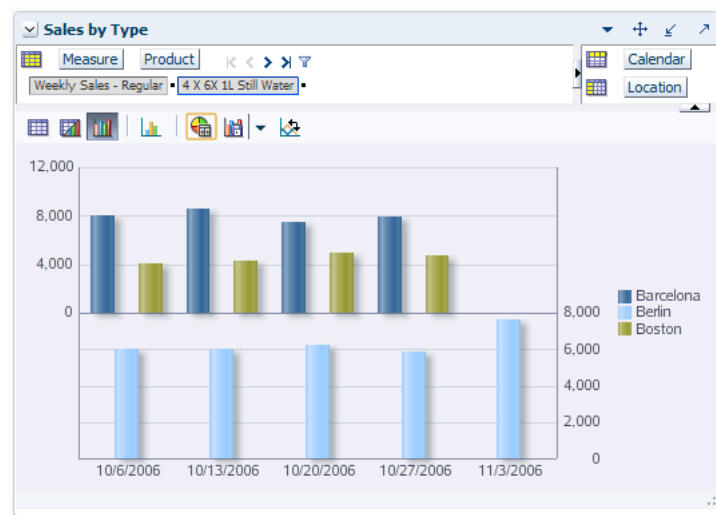 Sales by Type
Measure Product
Calendar
Weekly Sales - Regular 4 X 6X 1L Still Water
Location
12,000
8,000
4,000
0
8,000
6,000
4,000
2,000
0
Barcelona
Berlin
Boston
10/6/2006 10/13/2006 10/20/2006 10/27/2006 11/3/2006